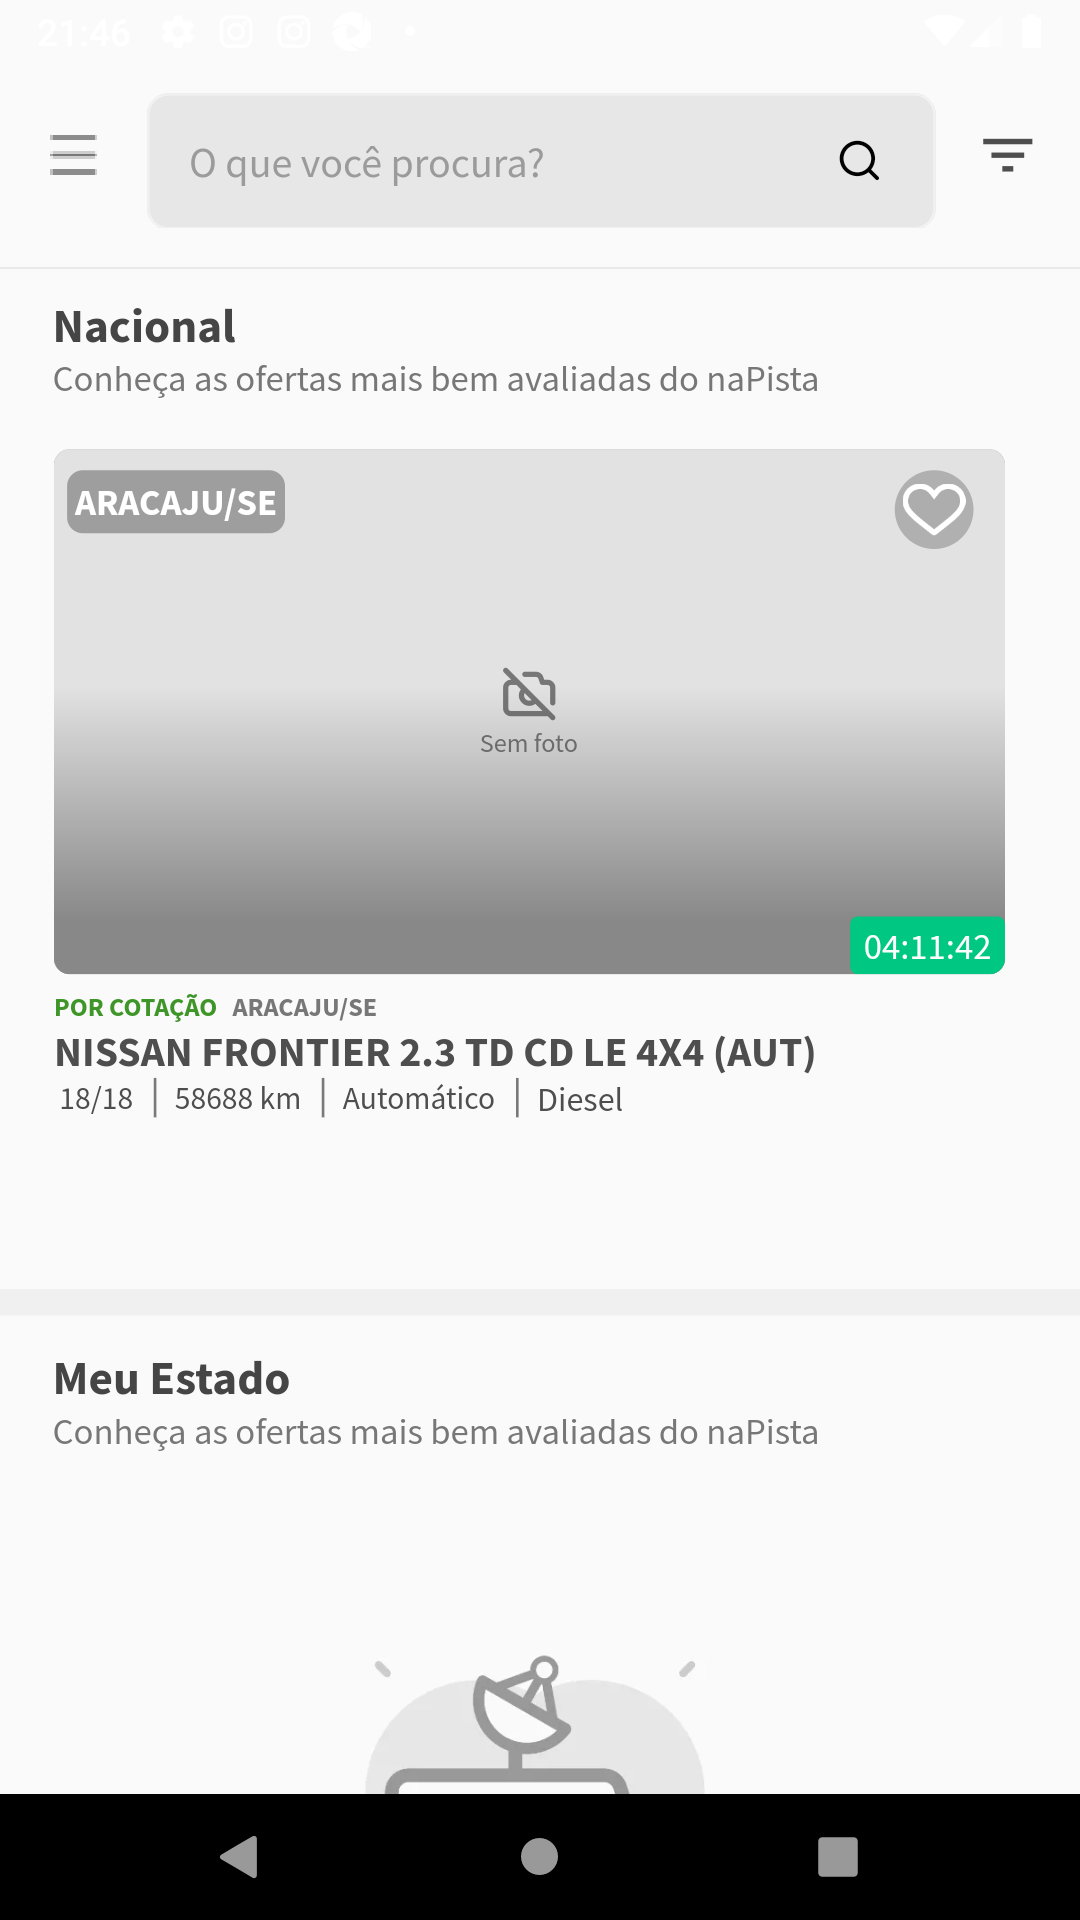 21:46
O que você procura?
Nacional
Conheça as ofertas mais bem avaliadas do naPista
ARACAJU/SE
Sem foto
04:11:42
POR COTAÇÃO ARACAJU/SE
NISSAN FRONTIER 2.3 TD CD LE 4X4 (AUT)
18/18 | 58688 km | Automático | Diesel
Meu Estado
Conheça as ofertas mais bem avaliadas do naPista